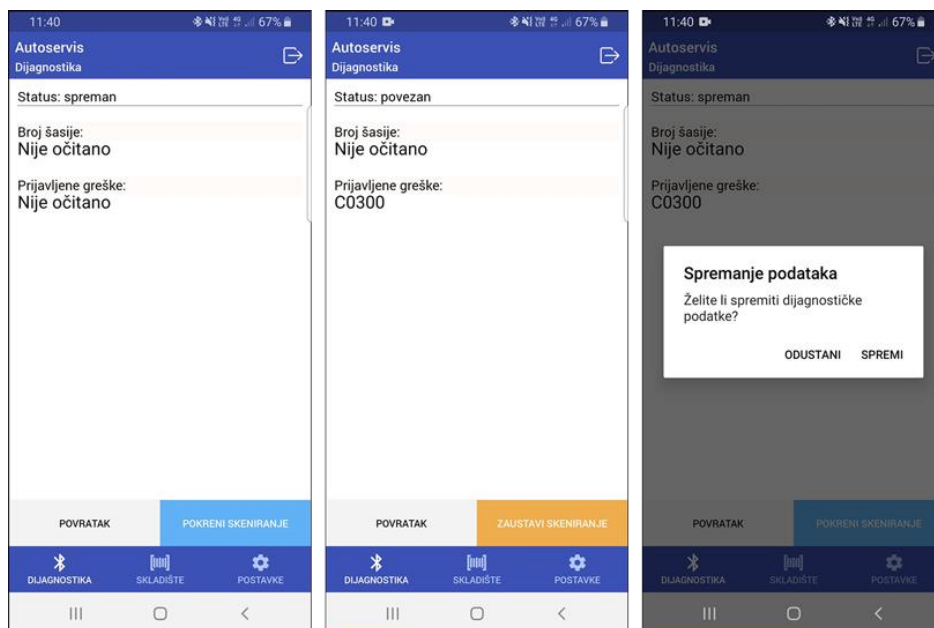 11:40
67%
Autoservis
Dijagnostika
Status: spreman
Broj šasije:
Nije očitano
Prijavljene greške:
Nije očitano
POVRATAK
POKRENI SKENIRANJE
DIJAGNOSTIKA
SKLADIŠTE
POSTAVKE
11:40
67%
Autoservis
Dijagnostika
Status: povezan
Broj šasije:
Nije očitano
Prijavljene greške:
C0300
POVRATAK
ZAUSTAVI SKENIRANJE
DIJAGNOSTIKA
SKLADIŠTE
POSTAVKE
11:40
67%
Autoservis
Dijagnostika
Status: spreman
Broj šasije:
Nije očitano
Prijavljene greške:
C0300
Spremanje podataka
Želite li spremiti dijagnostičke
podatke?
ODUSTANI
SPREMI
POVRATAK
POKRENI SKENIRANJE
DIJAGNOSTIKA
SKLADIŠTE
POSTAVKE